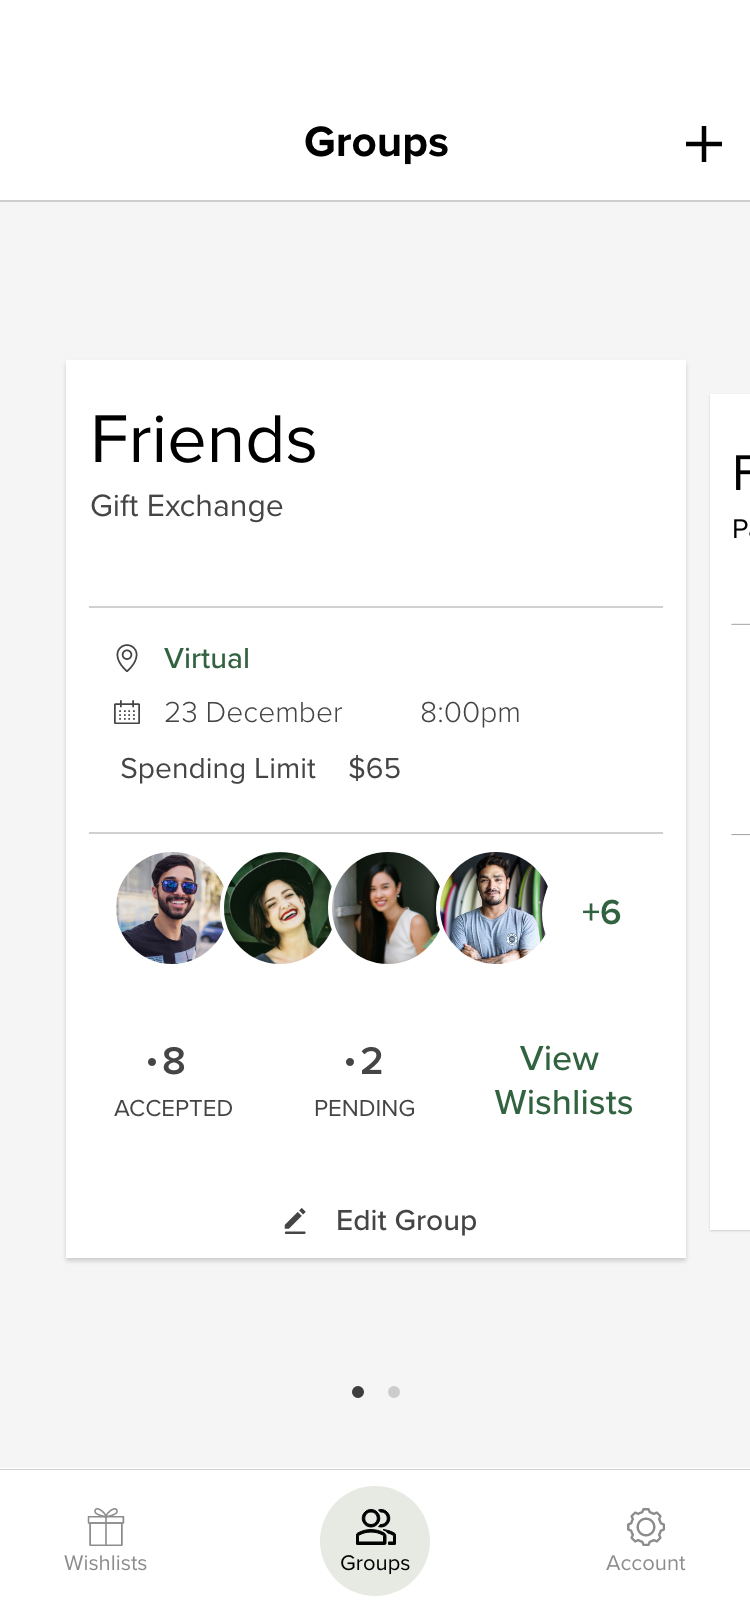 Groups
Friends
Gift Exchange
Virtual
23 December 8:00pm
Spending Limit $65
+6
•8 •2 View
ACCEPTED PENDING Wishlists
Edit Group
Wishlists Groups Account